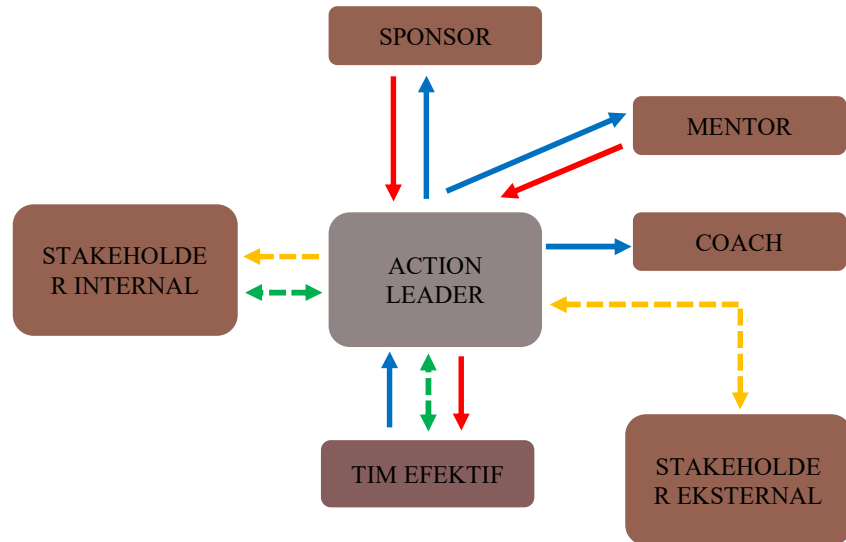 SPONSOR
MENTOR
STAKEHOLDE
R INTERNAL
ACTION
LEADER
COACH
TIM EFEKTIF
STAKEHOLDE
R EKSTERNAL